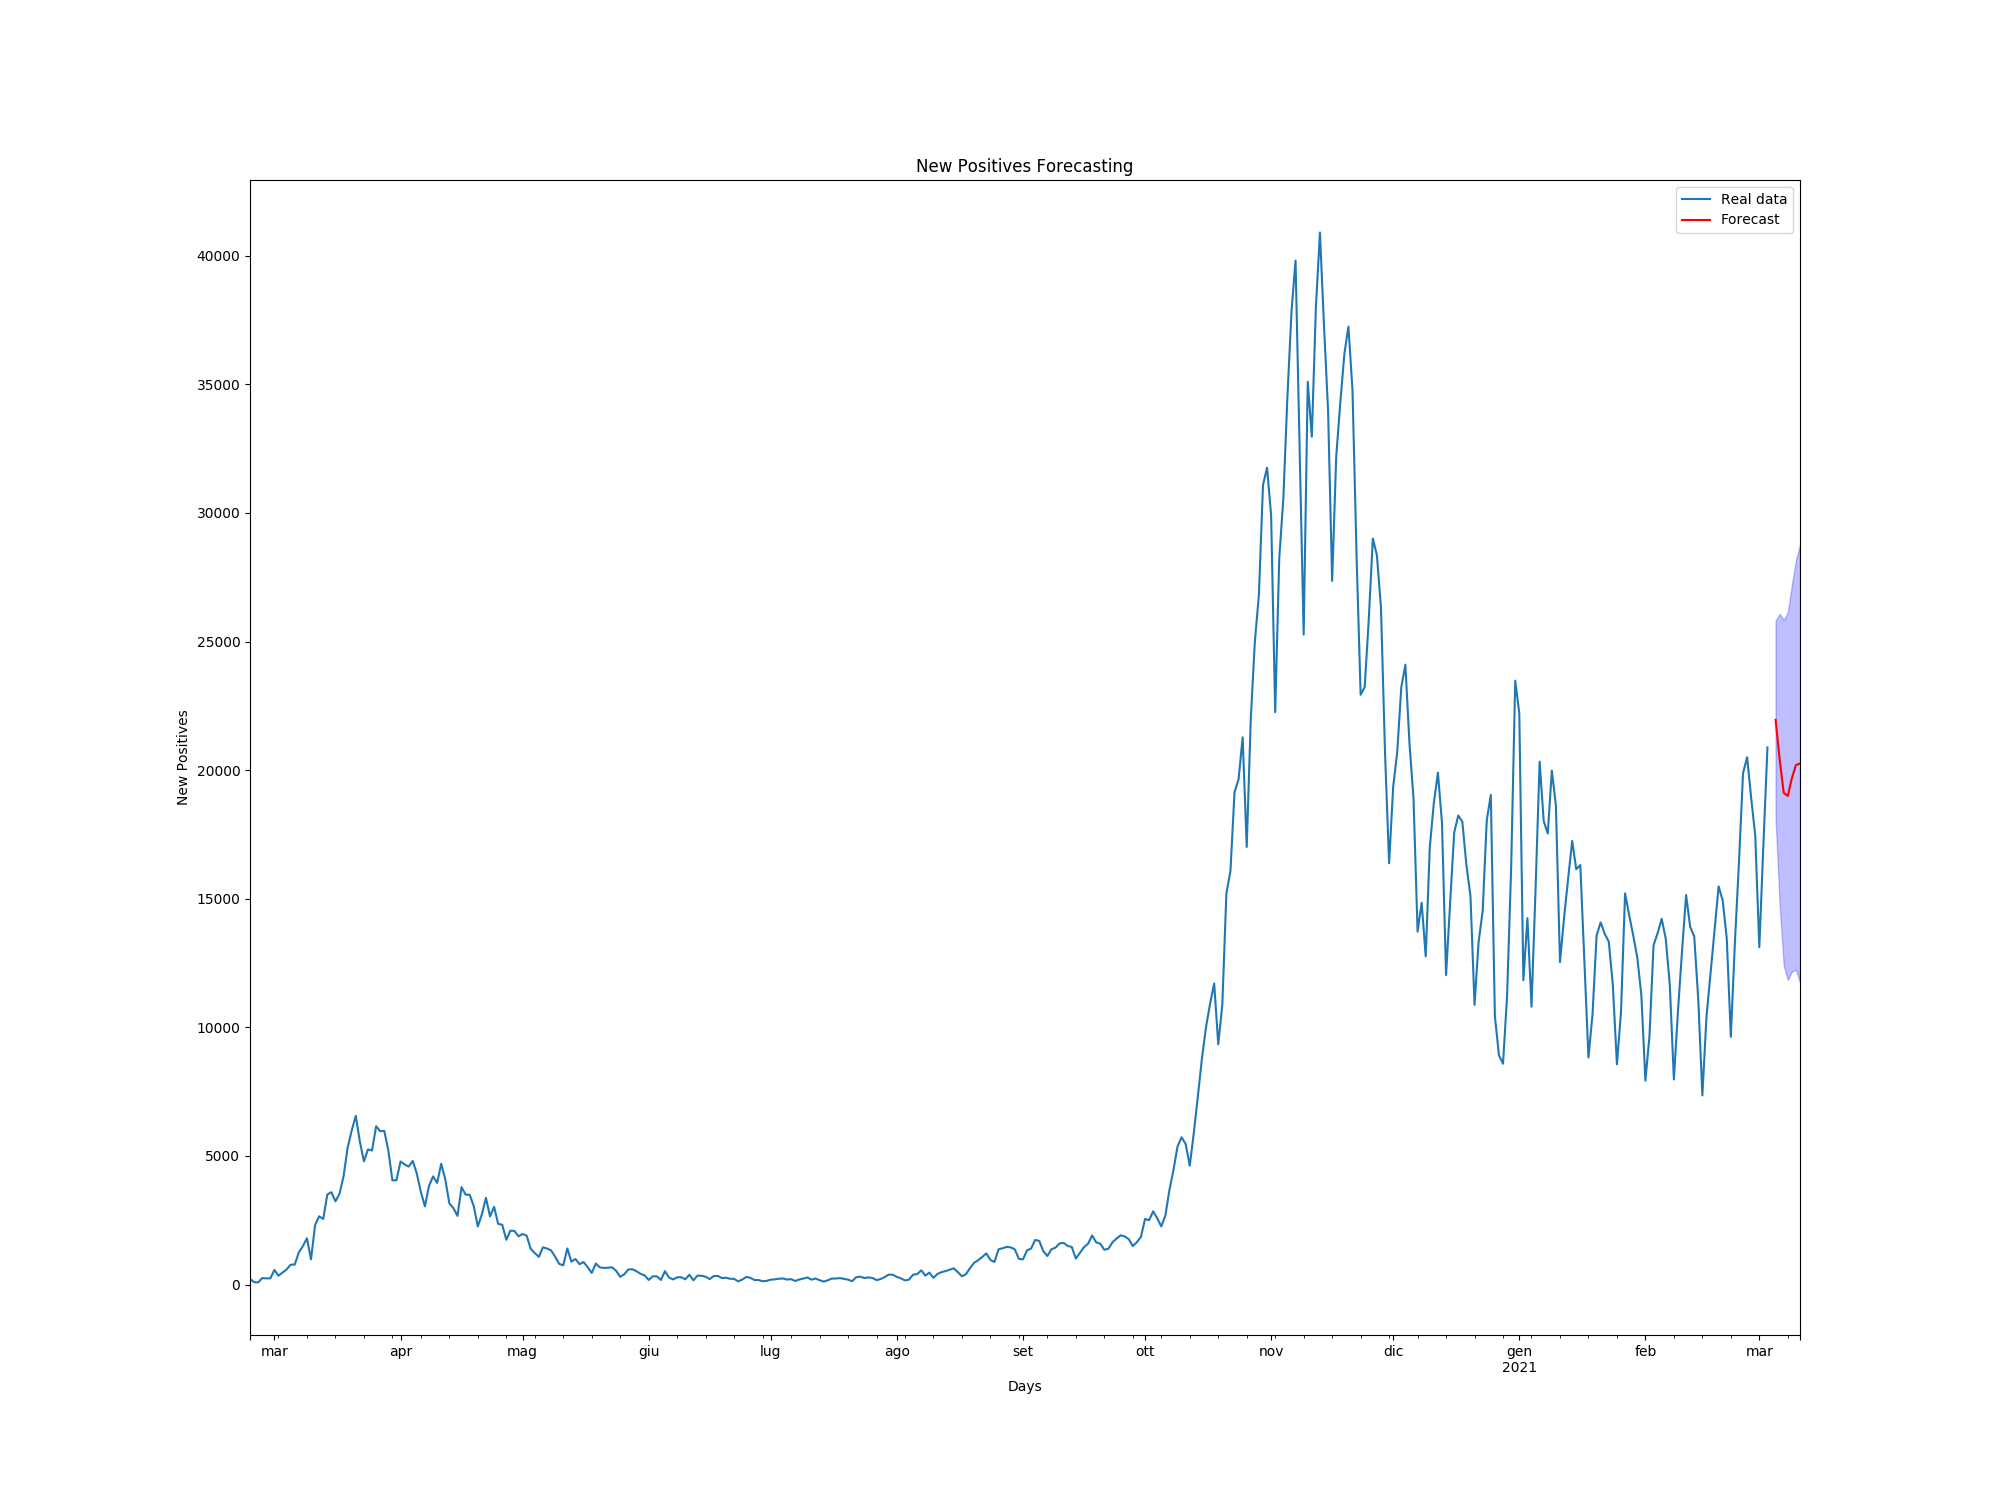 New Positives Forecasting
Real data
Forecast
40000
35000
30000
25000
20000
15000
10000
5000
0
New Positives
mar apr mag giu lug ago set ott nov dic gen feb mar
2021
Days